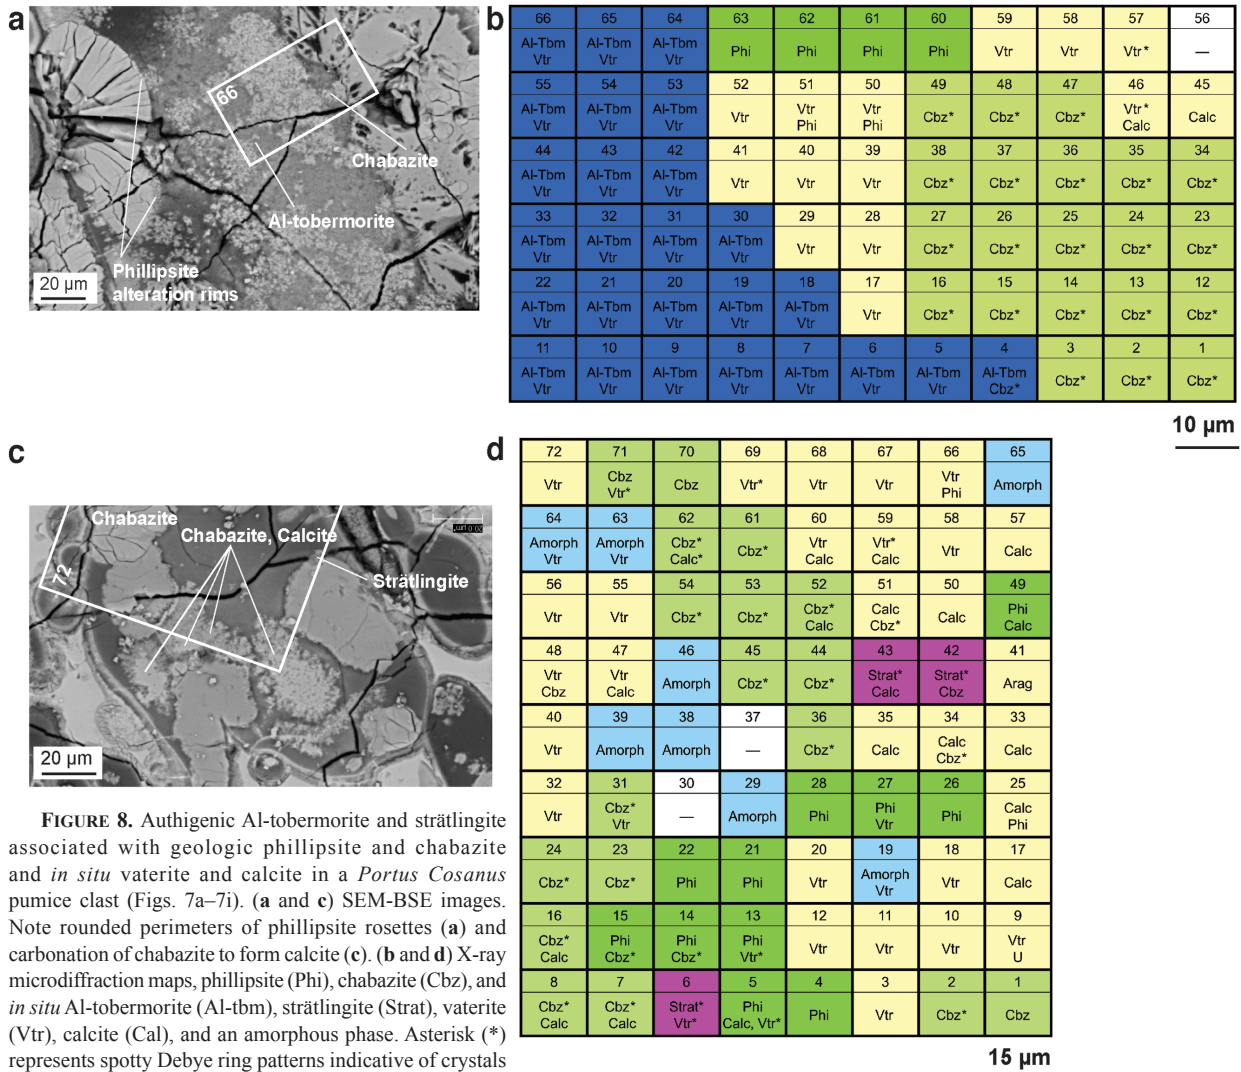 a
66
Chabazite
Al-tobermorite
Phillipsite
alteration rims
20 µm
b
66 65 64 63 62 61 60 59 58 57 56
Al-Tbm Al-Tbm Al-Tbm Phi Phi Phi Phi Vtr Vtr Vtr* —
Vtr Vtr Vtr
55 54 53 52 51 50 49 48 47 46 45
Al-Tbm Al-Tbm Al-Tbm Vtr Vtr Vtr Cbz* Cbz* Cbz* Vtr* Calc
Vtr Vtr Vtr Phi Phi Calc
44 43 42 41 40 39 38 37 36 35 34
Al-Tbm Al-Tbm Al-Tbm Vtr Vtr Vtr Cbz* Cbz* Cbz* Cbz* Cbz*
Vtr Vtr Vtr
33 32 31 30 29 28 27 26 25 24 23
Al-Tbm Al-Tbm Al-Tbm Al-Tbm Vtr Vtr Cbz* Cbz* Cbz* Cbz* Cbz*
Vtr Vtr Vtr Vtr
22 21 20 19 18 17 16 15 14 13 12
Al-Tbm Al-Tbm Al-Tbm Al-Tbm Al-Tbm Vtr Cbz* Cbz* Cbz* Cbz* Cbz*
Vtr Vtr Vtr Vtr Vtr
11 10 9 8 7 6 5 4 3 2 1
Al-Tbm Al-Tbm Al-Tbm Al-Tbm Al-Tbm Al-Tbm Al-Tbm Al-Tbm Cbz* Cbz* Cbz*
Vtr Vtr Vtr Vtr Vtr Vtr Vtr Cbz*
10 µm
c
Chabazite
Chabazite, Calcite
20.0 µm
72
Strätlingite
20 µm
d
72 71 70 69 68 67 66 65
Vtr Cbz Cbz Vtr* Vtr Vtr Vtr Amorph
Vtr* Phi
64 63 62 61 60 59 58 57
Amorph Amorph Cbz* Cbz* Vtr Vtr* Vtr Calc
Vtr Vtr Calc* Calc Calc
56 55 54 53 52 51 50 49
Vtr Vtr Cbz* Cbz* Cbz* Calc Calc Phi
Calc Cbz* Calc
48 47 46 45 44 43 42 41
Vtr Vtr Amorph Cbz* Cbz* Strat* Strat* Arag
Cbz Calc Calc Cbz
40 39 38 37 36 35 34 33
Vtr Amorph Amorph — Cbz* Calc Calc Calc
Cbz*
32 31 30 29 28 27 26 25
Vtr Cbz* — Amorph Phi Phi Phi Calc
Vtr Vtr Phi
24 23 22 21 20 19 18 17
Cbz* Cbz* Phi Phi Vtr Amorph Vtr Calc
Vtr
16 15 14 13 12 11 10 9
Cbz* Phi Phi Phi Vtr Vtr Vtr Vtr
Calc Cbz* Cbz* Vtr* U
8 7 6 5 4 3 2 1
Cbz* Cbz* Strat* Phi Phi Vtr Cbz* Cbz
Calc Calc Vtr* Calc, Vtr*
15 µm
FIGURE 8. Authigenic Al-tobermorite and strätlingite
associated with geologic phillipsite and chabazite
and in situ vaterite and calcite in a Portus Cosanus
pumice clast (Figs. 7a–7i). (a and c) SEM-BSE images.
Note rounded perimeters of phillipsite rosettes (a) and
carbonation of chabazite to form calcite (c). (b and d) X-ray
microdiffraction maps, phillipsite (Phi), chabazite (Cbz), and
in situ Al-tobermorite (Al-tbm), strätlingite (Strat), vaterite
(Vtr), calcite (Cal), and an amorphous phase. Asterisk (*)
represents spotty Debye ring patterns indicative of crystals